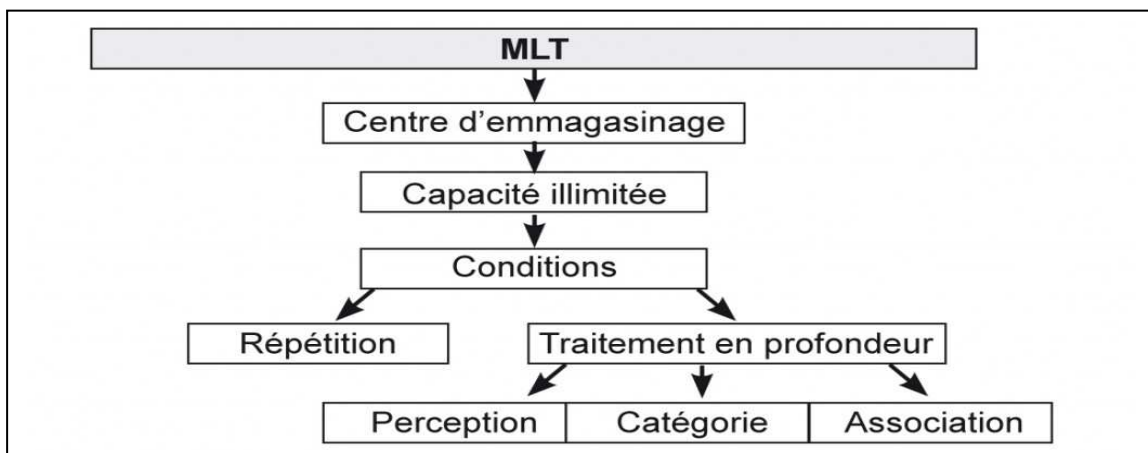 MLT
Centre d'emmagasinage
Capacité illimitée
Conditions
Répétition Traitement en profondeur
Perception Catégorie Association